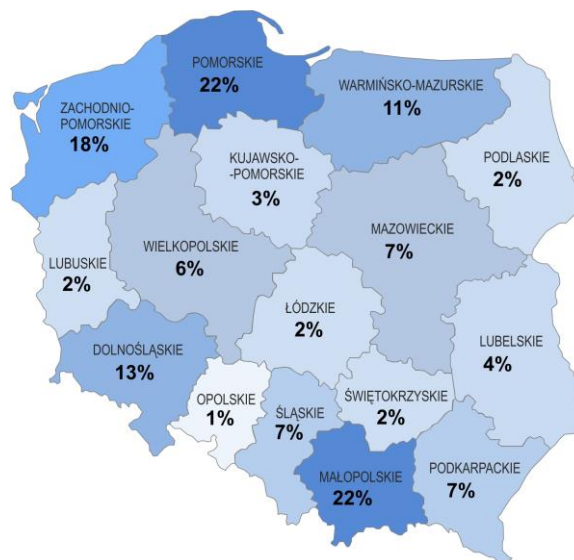 POMORSKIE
22%
WARMIŃSKO-MAZURSKIE
11%
ZACHODNIO-
POMORSKIE
18%
KUJAWSKO-
-POMORSKIE
3%
PODLASKIE
2%
MAZOWIECKIE
7%
WIELKOPOLSKIE
6%
LUBUSKIE
2%
ŁÓDZKIE
2%
LUBELSKIE
4%
DOLNOŚLĄSKIE
13%
OPOLSKIE
1%
ŚLĄSKIE
7%
ŚWIĘTOKRZYSKIE
2%
MAŁOPOLSKIE
22%
PODKARPACKIE
7%